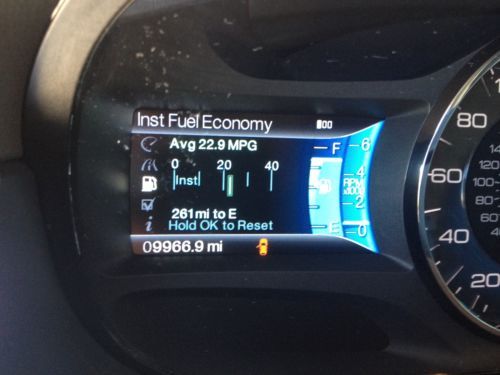 Inst Fuel Economy
Avg 22.9 MPG
0 20 40
Inst
261mi to E
Hold OK to Reset
09966.9 mi
F
E
6
4
2
0
RPM
x1000
80
60
40
20